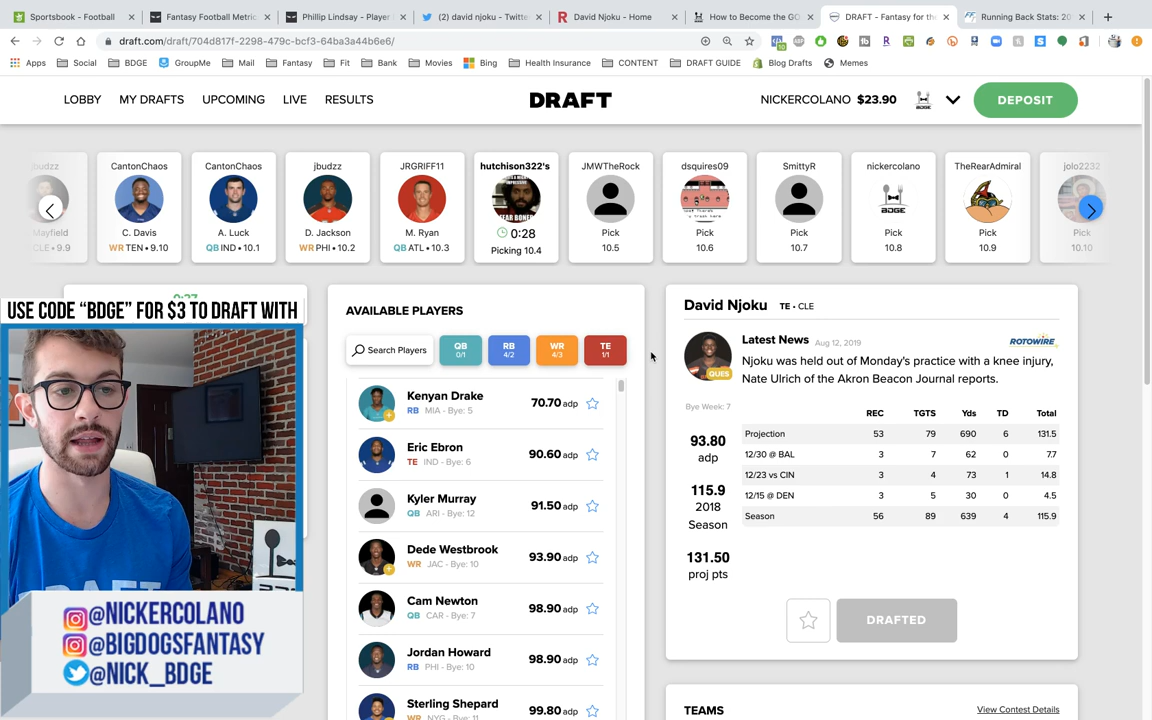 Sportsbook - Football
Fantasy Football Metric
Phillip Lindsay - Player
(2) david njoku - Twitte
David Njoku - Home
How to Become the GO
DRAFT - Fantasy for the
Running Back Stats: 20
draft.com/draft/704d817f-2298-479c-bcf3-64ba3a44b6e6/
Apps Social BDGE GroupMe Mail Fantasy Fit Bank Movies Bing Health Insurance CONTENT DRAFT GUIDE Blog Drafts Memes
LOBBY MY DRAFTS UPCOMING LIVE RESULTS DRAFT NICKERCOLANO $23.90 BDGE DEPOSIT
jbudzz
Mayfield
CLE • 9.9
CantonChaos
C. Davis
WR TEN • 9.10
CantonChaos
A. Luck
QB IND • 10.1
jbudzz
D. Jackson
WR PHI • 10.2
JRGRIFF11
M. Ryan
QB ATL • 10.3
hutchison322's
0:28
Picking 10.4
JMWTheRock
Pick
10.5
dsquires09
Pick
10.6
SmittyR
Pick
10.7
nickercolano
BDGE
Pick
10.8
TheRearAdmiral
Pick
10.9
jolo2232
Pick
10.10
0:27
USE CODE “BDGE” FOR $3 TO DRAFT WITH
@NICKERCOLANO
@BIGDOGSFANTASY
@NICK_BDGE
AVAILABLE PLAYERS
Search Players
QB
0/1
RB
4/2
WR
4/3
TE
1/1
Kenyan Drake
RB MIA - Bye: 5
70.70 adp
Eric Ebron
TE IND - Bye: 6
90.60 adp
Kyler Murray
QB ARI - Bye: 12
91.50 adp
Dede Westbrook
WR JAC - Bye: 10
93.90 adp
Cam Newton
QB CAR - Bye: 7
98.90 adp
Jordan Howard
RB PHI - Bye: 10
98.90 adp
Sterling Shepard
WR NYG - Bye: 11
99.80 adp
David Njoku TE • CLE
QUES
Latest News Aug 12, 2019
ROTOWIRE
Njoku was held out of Monday's practice with a knee injury,
Nate Ulrich of the Akron Beacon Journal reports.
Bye Week: 7
93.80
adp
115.9
2018
Season
131.50
proj pts
REC TGTS Yds TD Total
Projection 53 79 690 6 131.5
12/30 @ BAL 3 7 62 0 7.7
12/23 vs CIN 3 4 73 1 14.8
12/15 @ DEN 3 5 30 0 4.5
Season 56 89 639 4 115.9
DRAFTED
TEAMS
View Contest Details